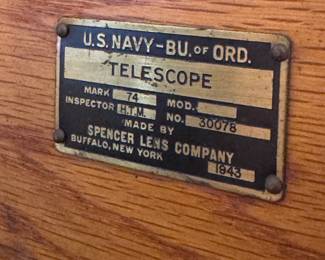 U.S. NAVY-BU. OF ORD.
TELESCOPE
MARK 74 MOD.
INSPECTOR H.T.M. NO. 30078
MADE BY
SPENCER LENS COMPANY
BUFFALO, NEW YORK 1943